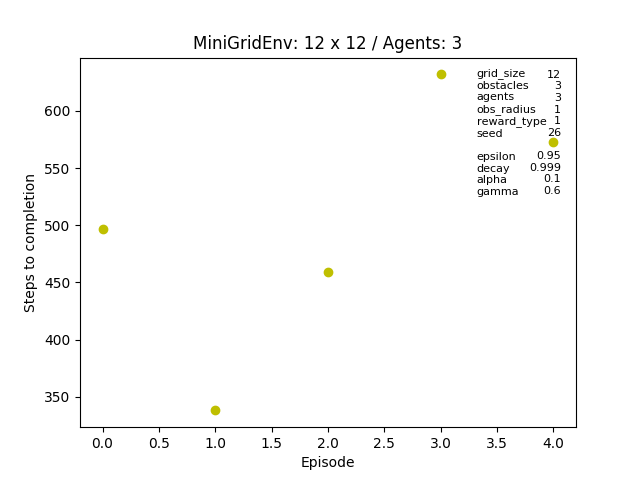 MiniGridEnv: 12 x 12 / Agents: 3
grid_size 12
obstacles 3
agents 3
obs_radius 1
reward_type 1
seed 26
epsilon 0.95
decay 0.999
alpha 0.1
gamma 0.6
600
550
500
450
400
350
Steps to completion
0.0 0.5 1.0 1.5 2.0 2.5 3.0 3.5 4.0
Episode